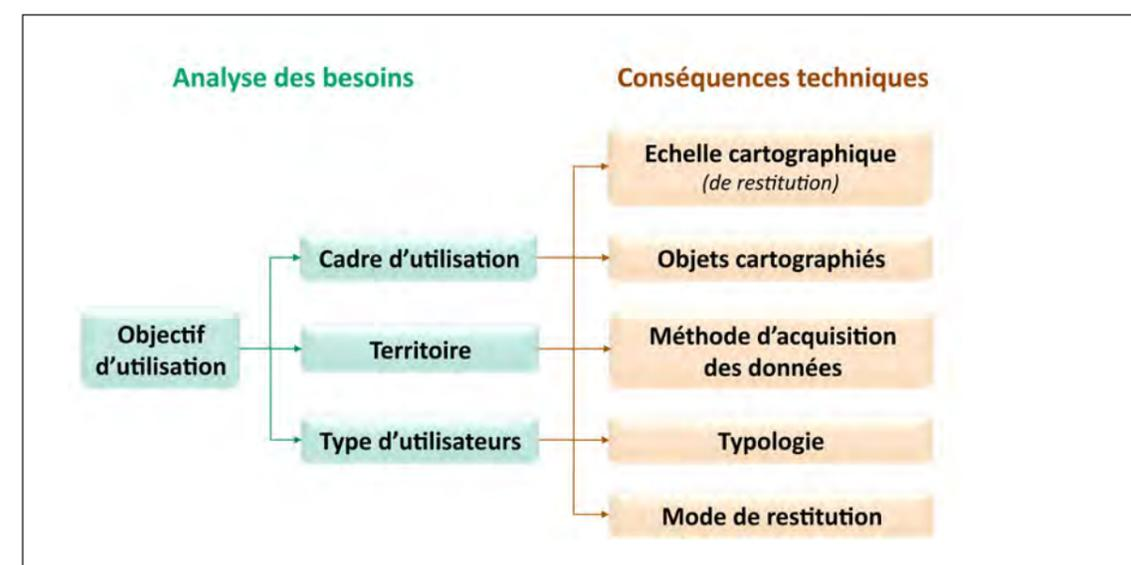 Analyse des besoins
Conséquences techniques
Objectif
d’utilisation
Cadre d’utilisation
Territoire
Type d’utilisateurs
Echelle cartographique
(de restitution)
Objets cartographiés
Méthode d’acquisition
des données
Typologie
Mode de restitution